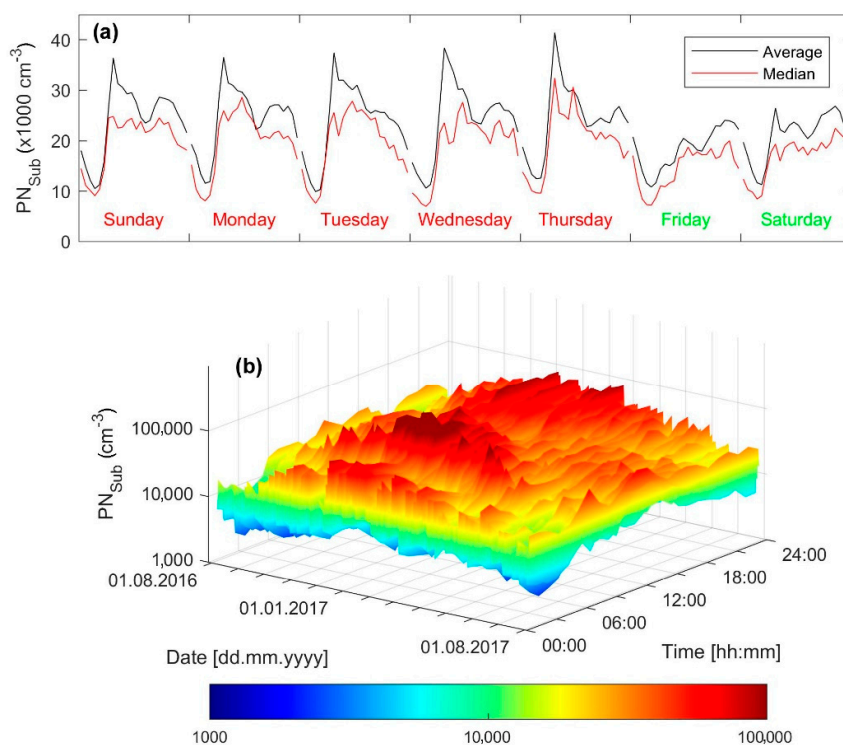 (a)
PN_Sub (x1000 cm^-3)
40
30
20
10
0
Average
Median
Sunday Monday Tuesday Wednesday Thursday Friday Saturday
(b)
PN_Sub (cm^-3)
100,000
10,000
1,000
01.08.2016
01.01.2017
01.08.2017
00:00
06:00
12:00
18:00
24:00
Date [dd.mm.yyyy]
Time [hh:mm]
1000 10,000 100,000